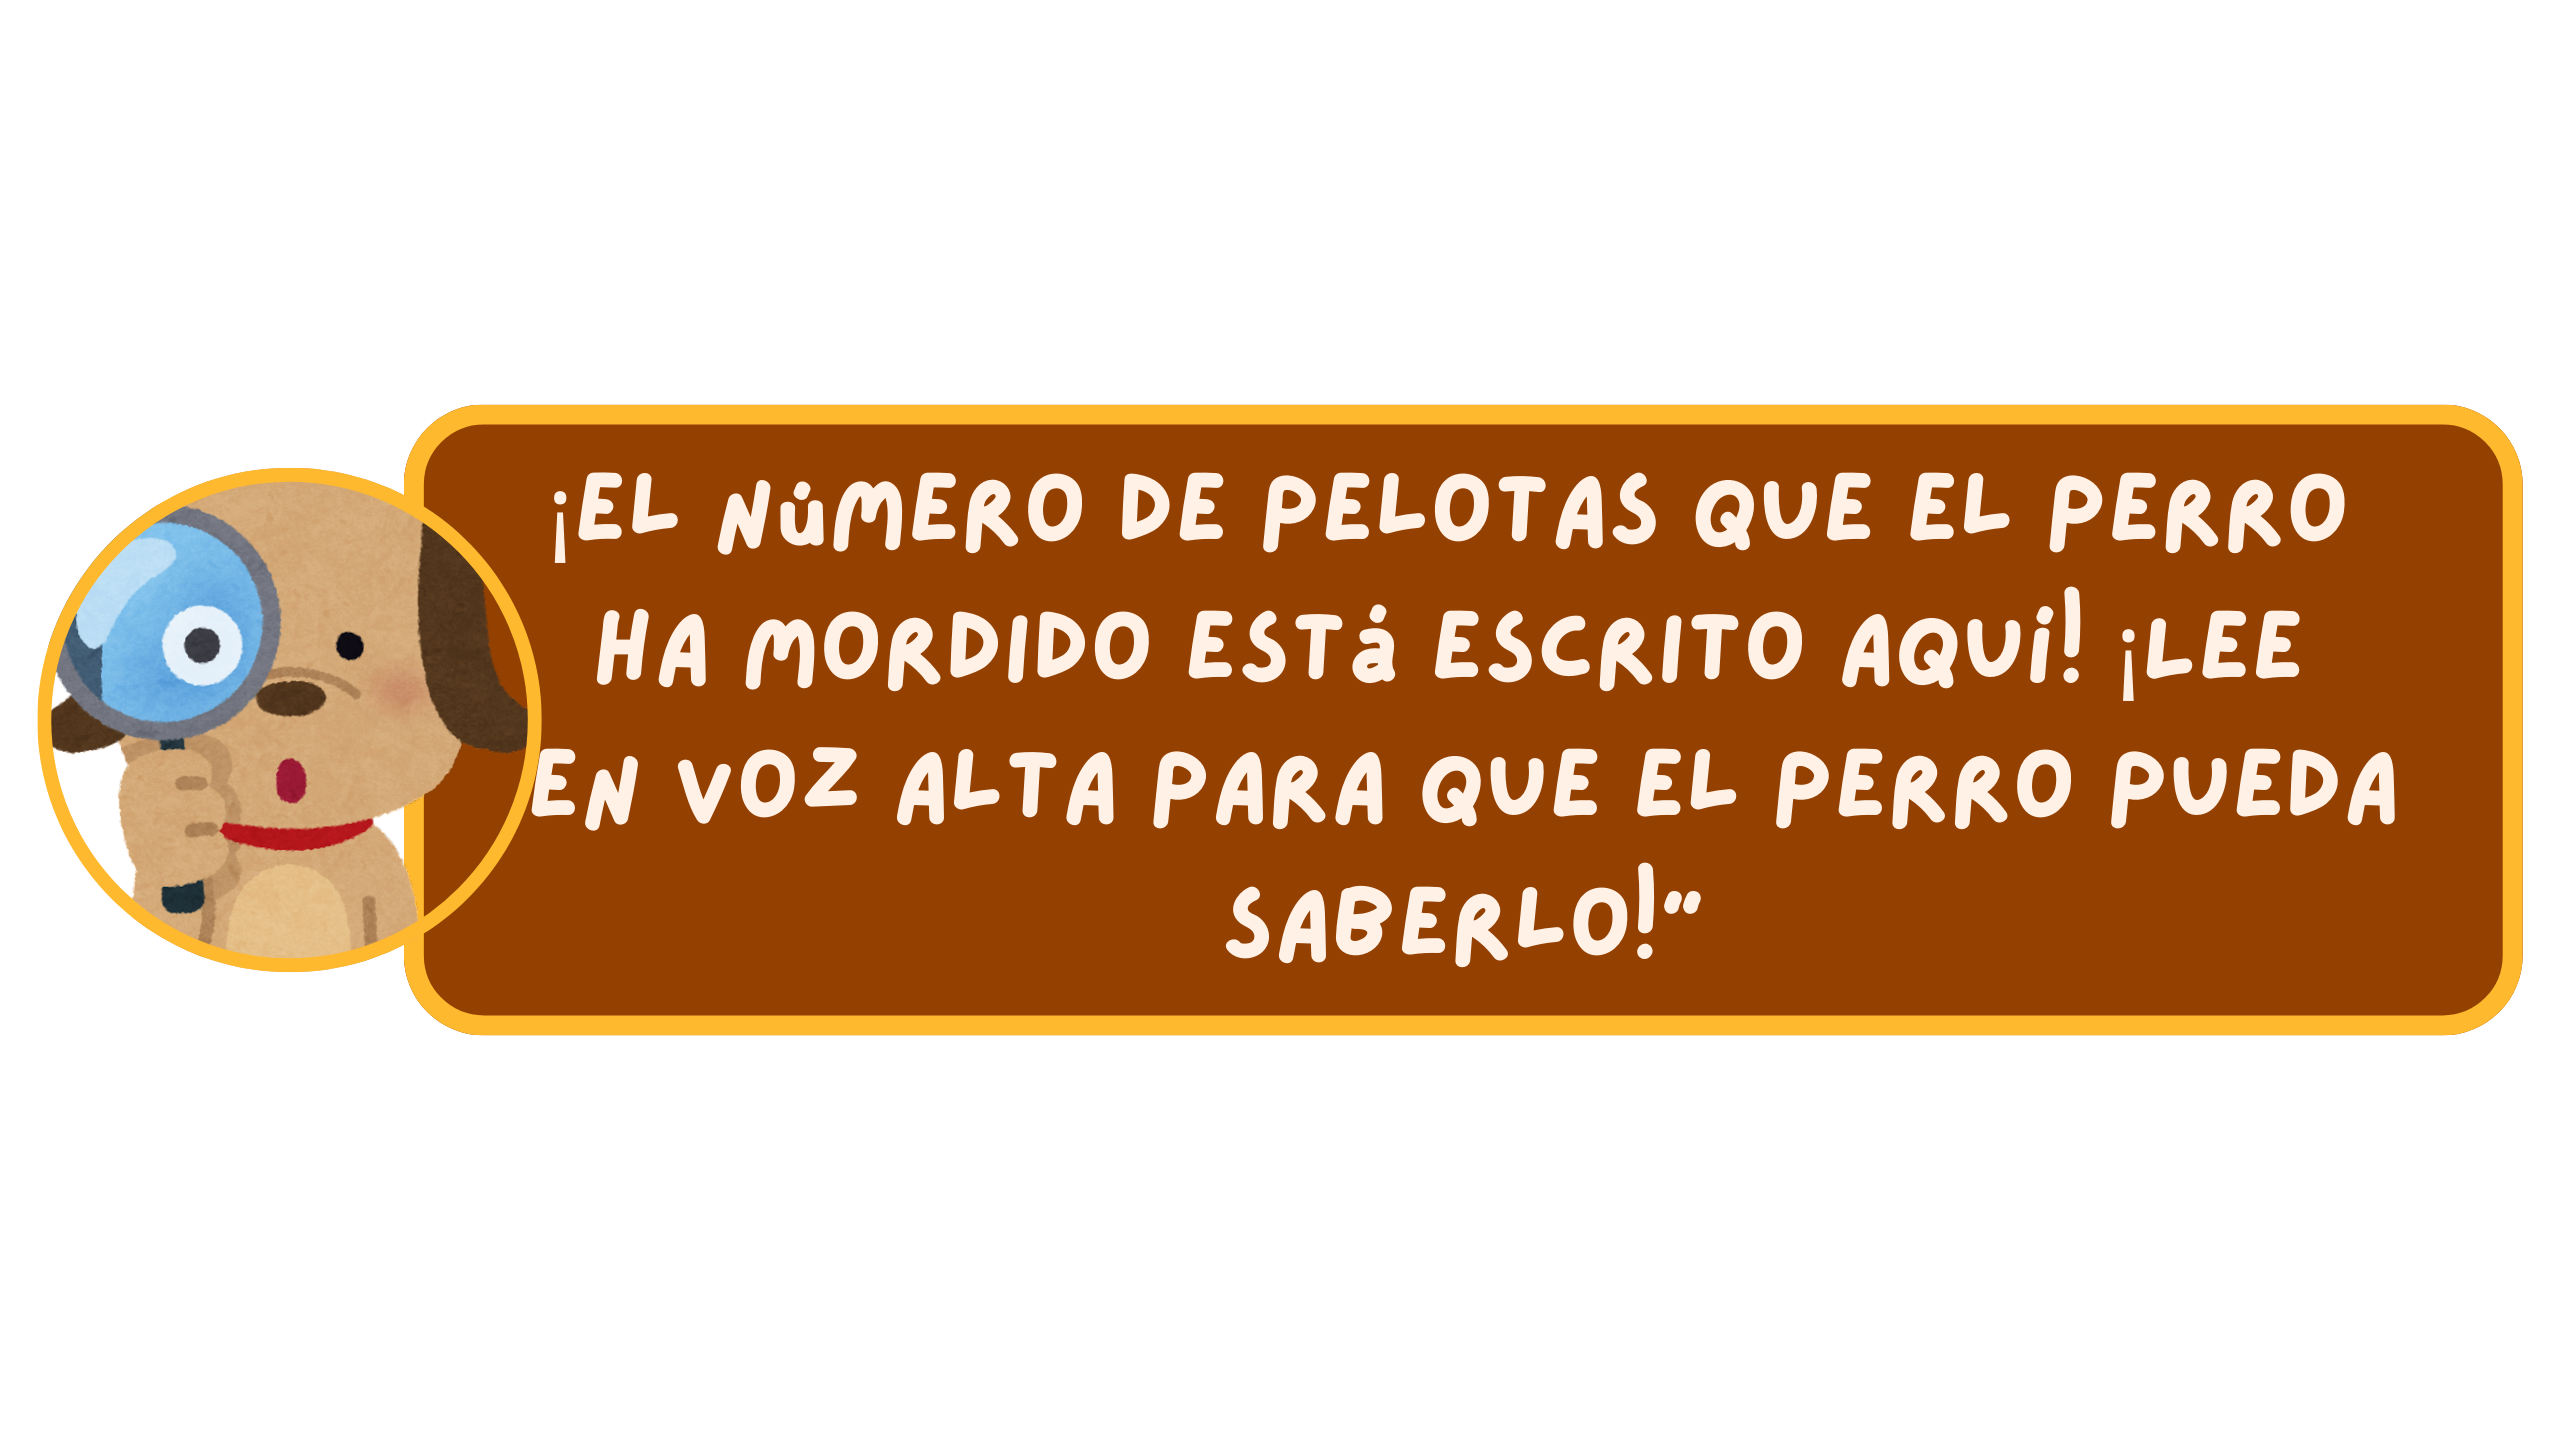 ¡EL NÚMERO DE PELOTAS QUE EL PERRO
HA MORDIDO ESTÁ ESCRITO AQUÍ! ¡LEE
EN VOZ ALTA PARA QUE EL PERRO PUEDA
SABERLO!”